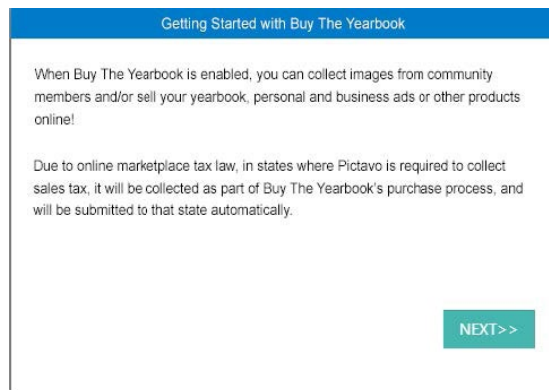 Getting Started with Buy The Yearbook
When Buy The Yearbook is enabled, you can collect images from community
members and/or sell your yearbook, personal and business ads or other products
online!
Due to online marketplace tax law, in states where Pictavo is required to collect
sales tax, it will be collected as part of Buy The Yearbook's purchase process, and
will be submitted to that state automatically.
NEXT>>